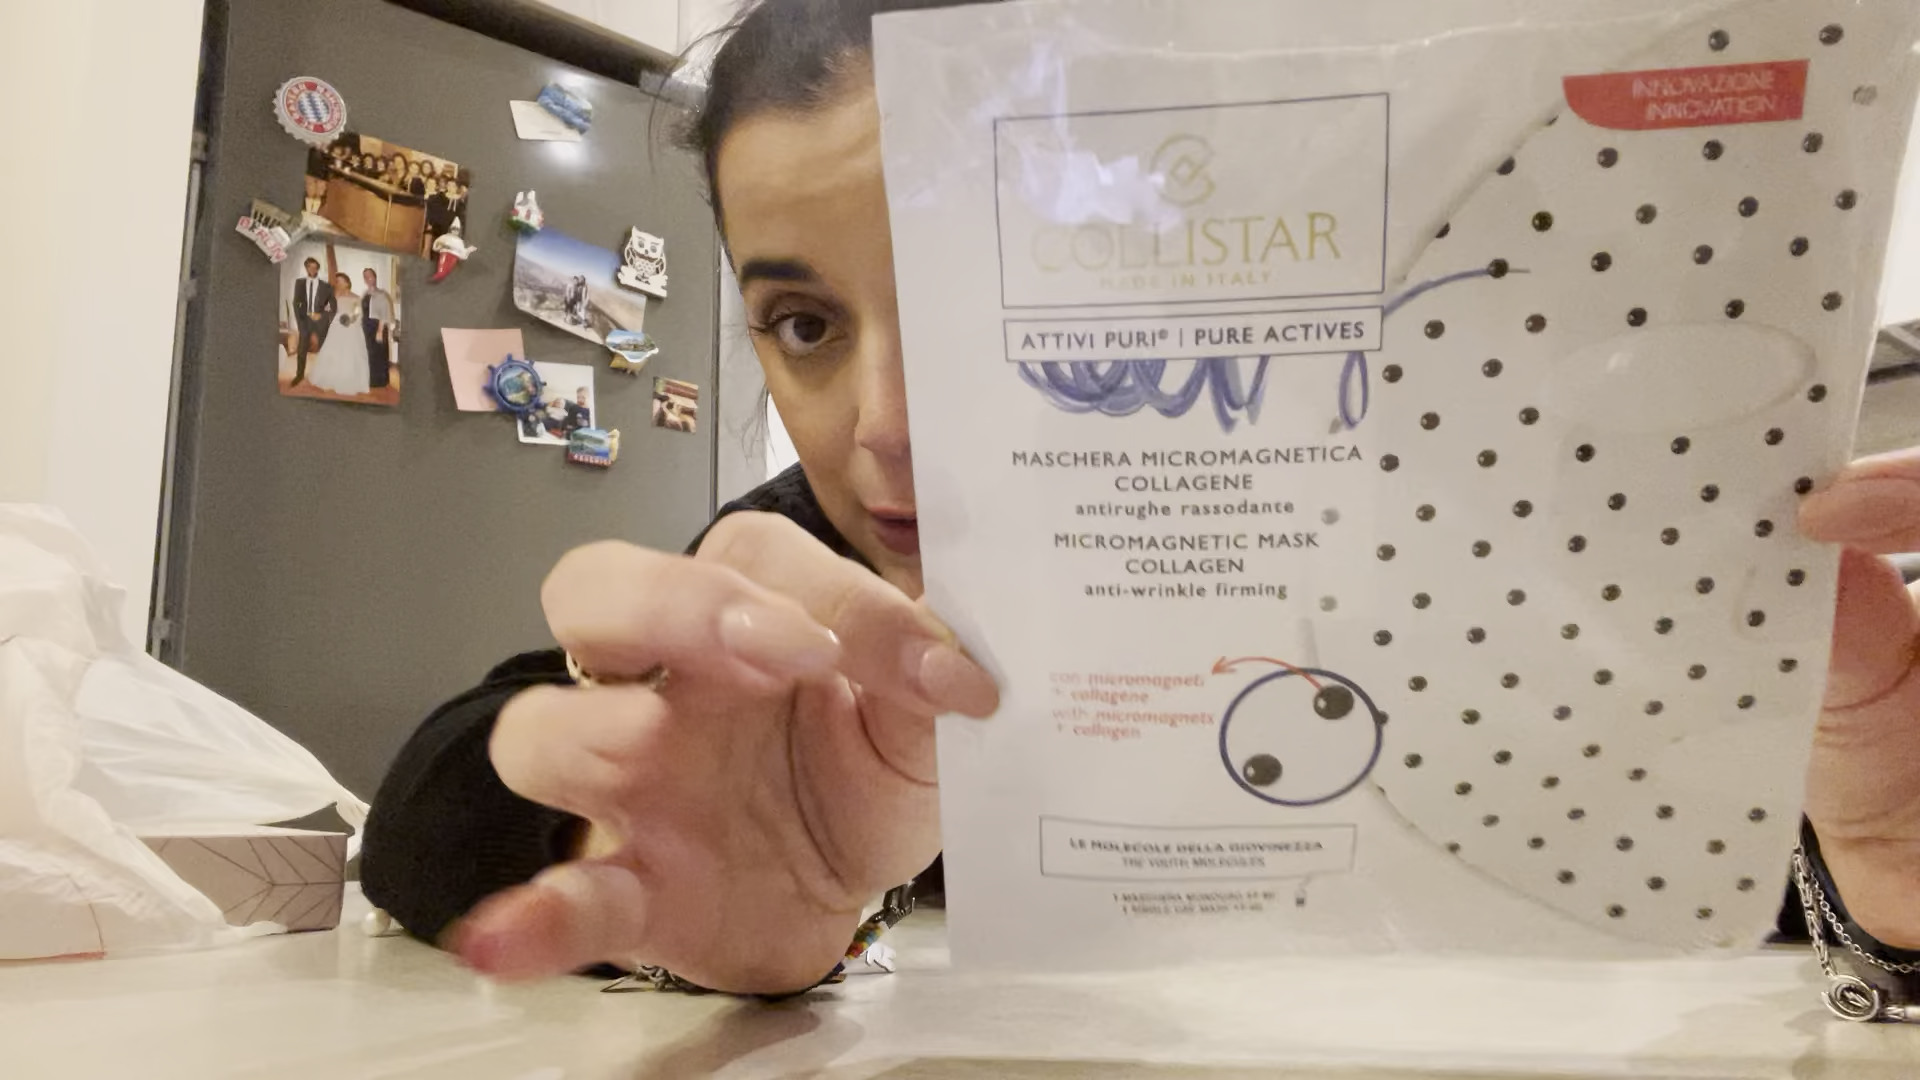 INNOVAZIONE
INNOVATION
COLLISTAR
MADE IN ITALY
ATTIVI PURI® | PURE ACTIVES
MASCHERA MICROMAGNETICA
COLLAGENE
antirughe rassodante
MICROMAGNETIC MASK
COLLAGEN
anti-wrinkle firming
con micromagneti
+ collagene
with micromagnets
+ collagen
LE MOLECOLE DELLA GIOVINEZZA
THE YOUTH MOLECULES